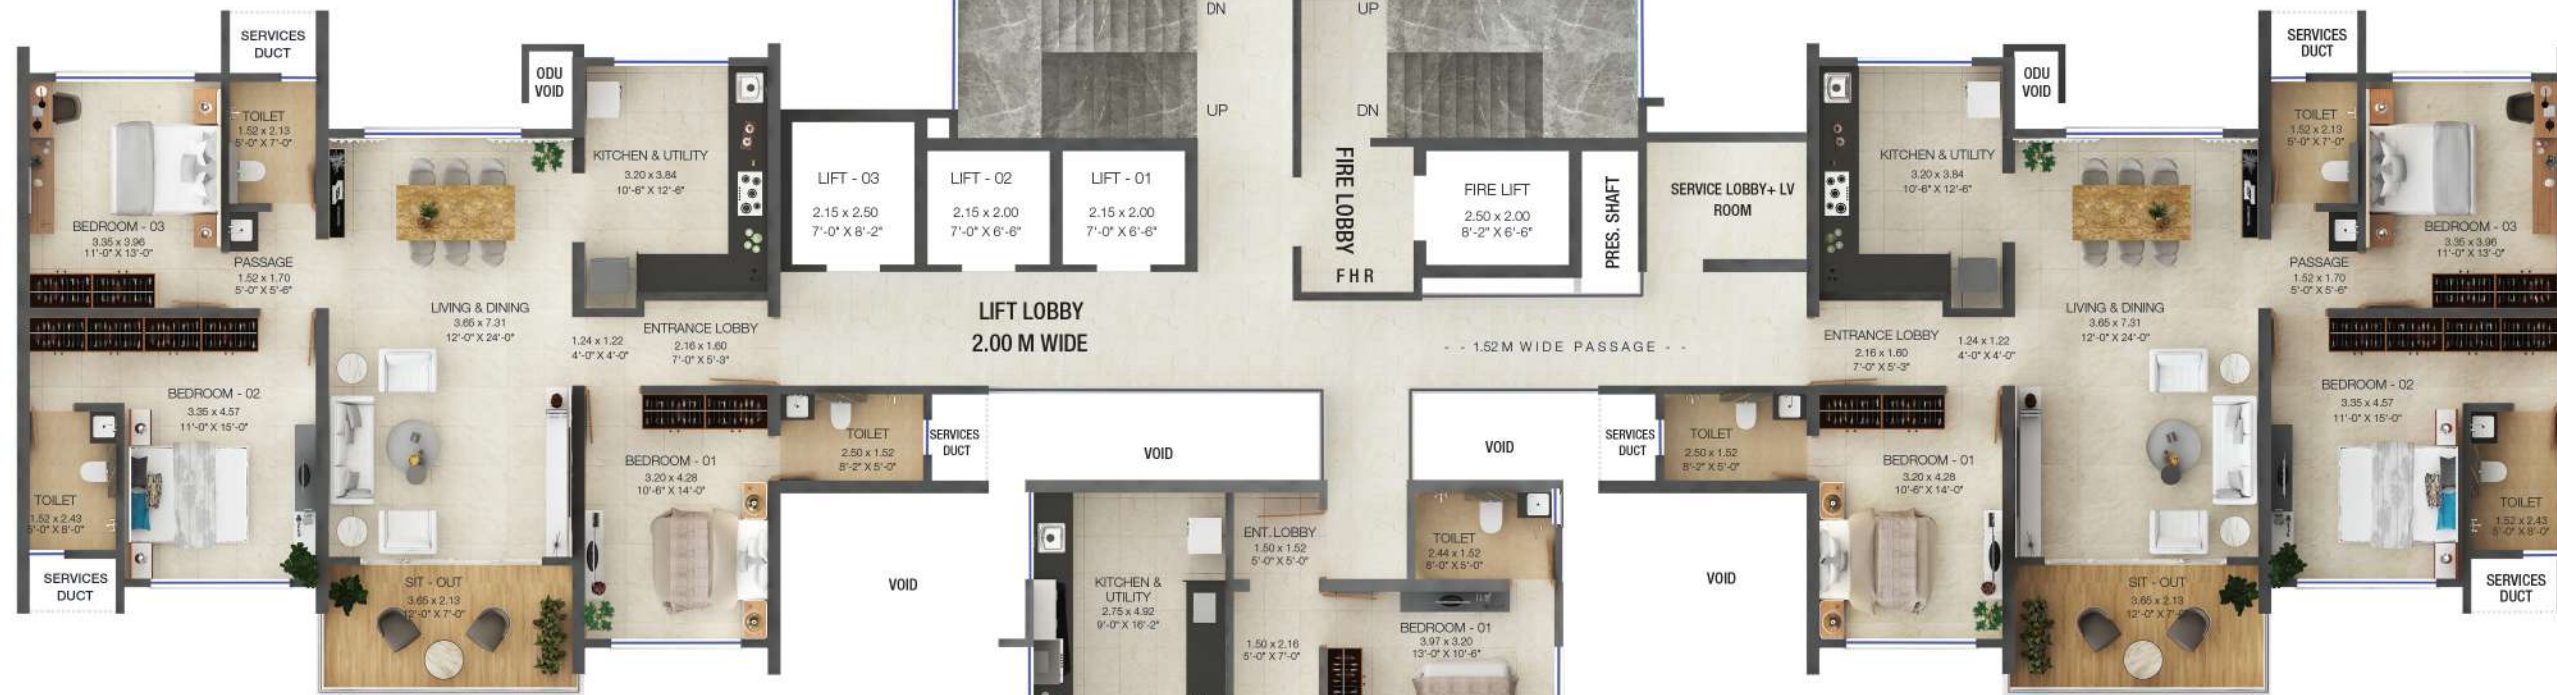 DN
UP
SERVICES
DUCT
ODU
VOID
TOILET
1.52 x 2.13
5'-0" X 7'-0"
KITCHEN & UTILITY
3.20 x 3.84
10'-6" X 12'-6"
BEDROOM - 03
3.35 x 3.96
11'-0" X 13'-0"
PASSAGE
1.52 x 1.70
5'-0" X 5'-6"
LIVING & DINING
3.65 x 7.31
12'-0" X 24'-0"
1.24 x 1.22
4'-0" X 4'-0"
ENTRANCE LOBBY
2.16 x 1.60
7'-0" X 5'-3"
BEDROOM - 02
3.35 x 4.57
11'-0" X 15'-0"
TOILET
1.52 x 2.43
5'-0" X 8'-0"
SERVICES
DUCT
SIT - OUT
3.65 x 2.13
12'-0" X 7'-0"
BEDROOM - 01
3.20 x 4.28
10'-6" X 14'-0"
TOILET
2.50 x 1.52
8'-2" X 5'-0"
SERVICES
DUCT
VOID
VOID
LIFT - 03
2.15 x 2.50
7'-0" X 8'-2"
LIFT - 02
2.15 x 2.00
7'-0" X 6'-6"
LIFT - 01
2.15 x 2.00
7'-0" X 6'-6"
UP
DN
FIRE LOBBY
FHR
FIRE LIFT
2.50 x 2.00
8'-2" X 6'-6"
PRES. SHAFT
SERVICE LOBBY+ LV
ROOM
LIFT LOBBY
2.00 M WIDE
- - 1.52 M WIDE PASSAGE - -
KITCHEN &
UTILITY
2.75 x 4.92
9'-0" X 16'-2"
ENT. LOBBY
1.50 x 1.52
5'-0" X 5'-0"
1.50 x 2.16
5'-0" X 7'-0"
TOILET
2.44 x 1.52
8'-0" X 5'-0"
BEDROOM - 01
3.97 x 3.20
13'-0" X 10'-6"
VOID
SERVICES
DUCT
TOILET
2.50 x 1.52
8'-2" X 5'-0"
VOID
KITCHEN & UTILITY
3.20 x 3.84
10'-6" X 12'-6"
ODU
VOID
SERVICES
DUCT
TOILET
1.52 x 2.13
5'-0" X 7'-0"
BEDROOM - 03
3.35 x 3.96
11'-0" X 13'-0"
PASSAGE
1.52 x 1.70
5'-0" X 5'-6"
ENTRANCE LOBBY
2.16 x 1.60
7'-0" X 5'-3"
1.24 x 1.22
4'-0" X 4'-0"
LIVING & DINING
3.65 x 7.31
12'-0" X 24'-0"
BEDROOM - 02
3.35 x 4.57
11'-0" X 15'-0"
BEDROOM - 01
3.20 x 4.28
10'-6" X 14'-0"
TOILET
1.52 x 2.43
5'-0" X 8'-0"
SIT - OUT
3.65 x 2.13
12'-0" X 7'-
SERVICES
DUCT